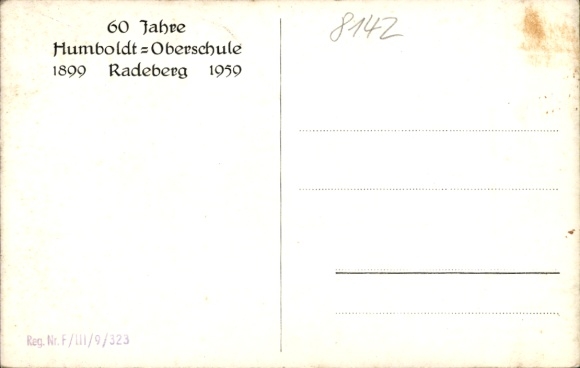 60 Jahre
Humboldt=Oberschule
1899 Radeberg 1959
8142
Reg. Nr. F/III/9/323